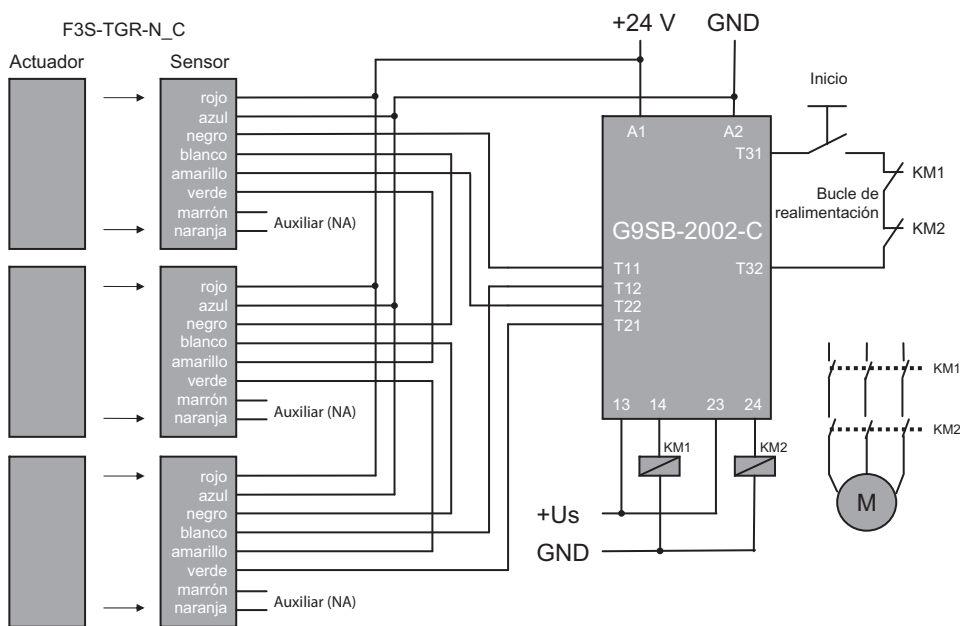 F3S-TGR-N_C
Actuador
Sensor
rojo
azul
negro
blanco
amarillo
verde
marrón
naranja
Auxiliar (NA)
rojo
azul
negro
blanco
amarillo
verde
marrón
naranja
Auxiliar (NA)
rojo
azul
negro
blanco
amarillo
verde
marrón
naranja
Auxiliar (NA)
+24 V
GND
A1
A2
T31
G9SB-2002-C
T32
T11
T12
T22
T21
13
14
23
24
Inicio
KM1
Bucle de
realimentación
KM2
KM1
KM2
+Us
GND
KM1
KM2
M